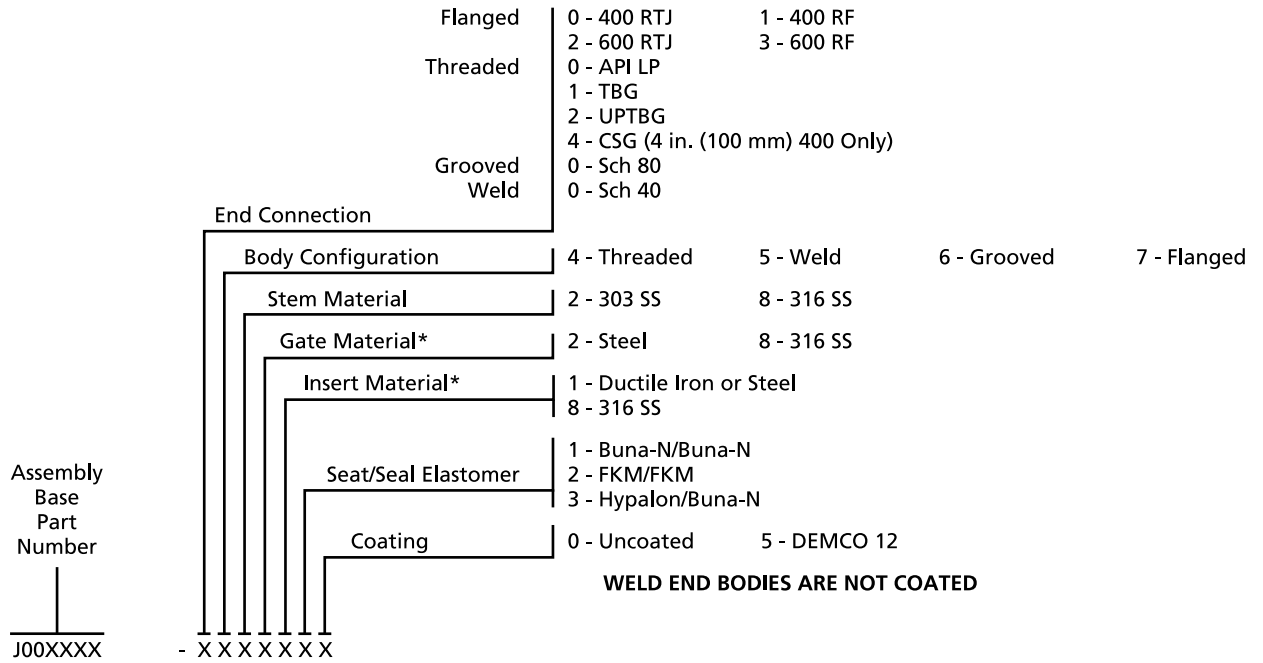 Flanged 0 - 400 RTJ 1 - 400 RF
2 - 600 RTJ 3 - 600 RF
Threaded 0 - API LP
1 - TBG
2 - UPTBG
4 - CSG (4 in. (100 mm) 400 Only)
Grooved 0 - Sch 80
Weld 0 - Sch 40
End Connection
Body Configuration 4 - Threaded 5 - Weld 6 - Grooved 7 - Flanged
Stem Material 2 - 303 SS 8 - 316 SS
Gate Material* 2 - Steel 8 - 316 SS
Insert Material* 1 - Ductile Iron or Steel
8 - 316 SS
1 - Buna-N/Buna-N
Seat/Seal Elastomer 2 - FKM/FKM
3 - Hypalon/Buna-N
Coating 0 - Uncoated 5 - DEMCO 12
WELD END BODIES ARE NOT COATED
Assembly
Base
Part
Number
J00XXXX - X X X X X X X